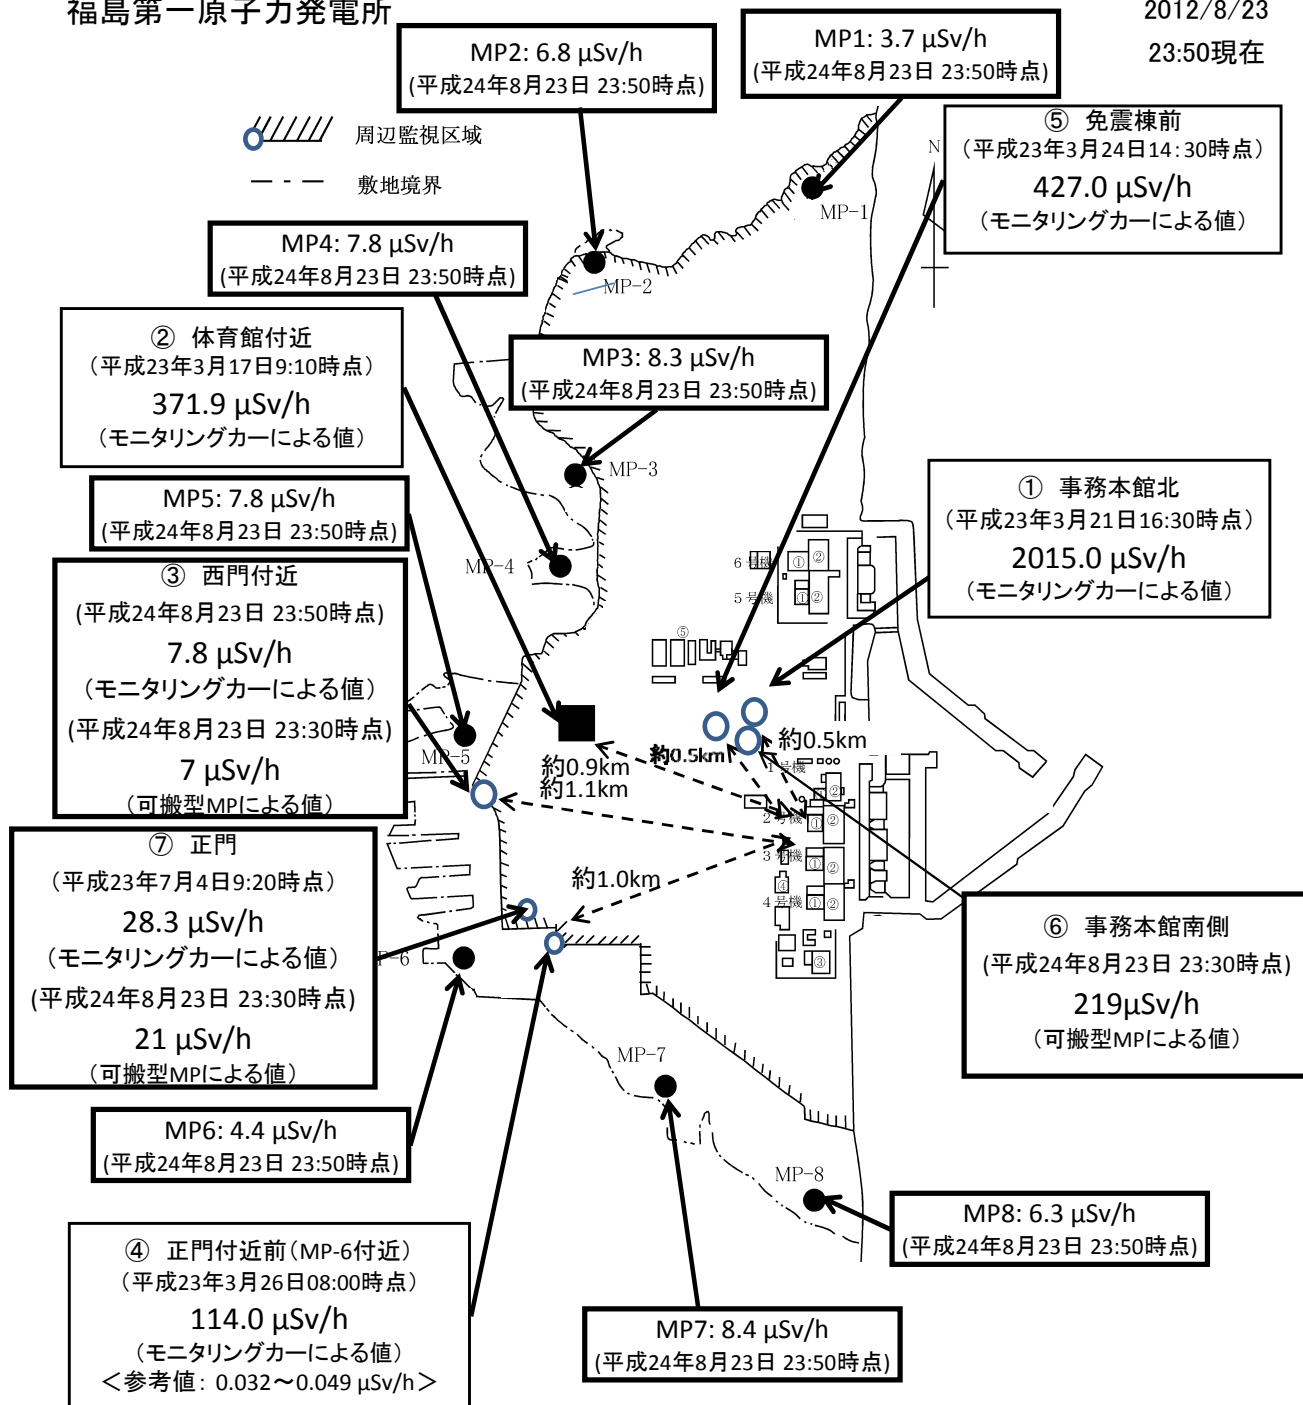 福島第一原子力発電所
2012/8/23
23:50現在
MP2: 6.8 μSv/h
(平成24年8月23日 23:50時点)
MP1: 3.7 μSv/h
(平成24年8月23日 23:50時点)
周辺監視区域
敷地境界
⑤ 免震棟前
(平成23年3月24日14:30時点)
427.0 μSv/h
(モニタリングカーによる値)
N
MP-1
MP4: 7.8 μSv/h
(平成24年8月23日 23:50時点)
MP-2
② 体育館付近
(平成23年3月17日9:10時点)
371.9 μSv/h
(モニタリングカーによる値)
MP3: 8.3 μSv/h
(平成24年8月23日 23:50時点)
MP-3
MP5: 7.8 μSv/h
(平成24年8月23日 23:50時点)
① 事務本館北
(平成23年3月21日16:30時点)
2015.0 μSv/h
(モニタリングカーによる値)
MP-4
6号機
① ②
5号機
① ②
③ 西門付近
(平成24年8月23日 23:50時点)
7.8 μSv/h
(モニタリングカーによる値)
(平成24年8月23日 23:30時点)
7 μSv/h
(可搬型MPによる値)
⑤
MP-5
約0.9km
約1.1km
約0.5km
約0.5km
1号機
②
2号機
① ②
3号機
① ②
④
4号機
① ②
③
約1.0km
⑦ 正門
(平成23年7月4日9:20時点)
28.3 μSv/h
(モニタリングカーによる値)
(平成24年8月23日 23:30時点)
21 μSv/h
(可搬型MPによる値)
P-6
⑥ 事務本館南側
(平成24年8月23日 23:30時点)
219μSv/h
(可搬型MPによる値)
MP-7
MP6: 4.4 μSv/h
(平成24年8月23日 23:50時点)
MP-8
MP8: 6.3 μSv/h
(平成24年8月23日 23:50時点)
④ 正門付近前(MP-6付近)
(平成23年3月26日08:00時点)
114.0 μSv/h
(モニタリングカーによる値)
<参考値: 0.032～0.049 μSv/h>
MP7: 8.4 μSv/h
(平成24年8月23日 23:50時点)